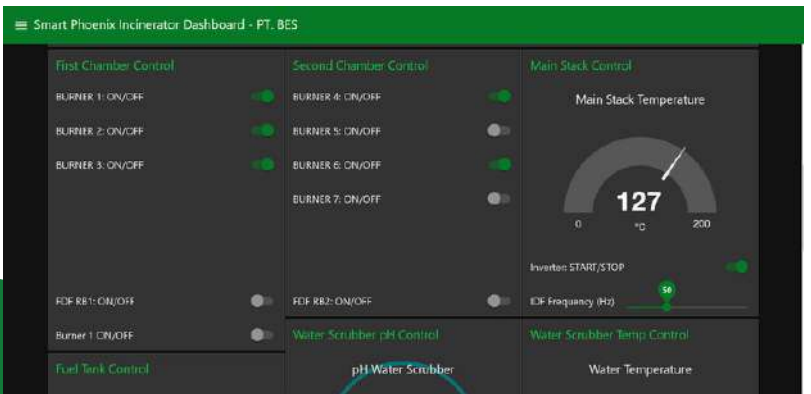 Smart Phoenix Incinerator Dashboard - PT. BES
First Chamber Control
BURNER 1: ON/OFF
BURNER 2: ON/OFF
BURNER 3: ON/OFF
FDF RB1: ON/OFF
Burner 1 ON/OFF
Fuel Tank Control
Second Chamber Control
BURNER 4: ON/OFF
BURNER 5: ON/OFF
BURNER 6: ON/OFF
BURNER 7: ON/OFF
FDF RB2: ON/OFF
Water Scrubber pH Control
pH Water Scrubber
Main Stack Control
Main Stack Temperature
127
0
°C
200
Inverter: START/STOP
50
IDF Frequency (Hz)
Water Scrubber Temp Control
Water Temperature